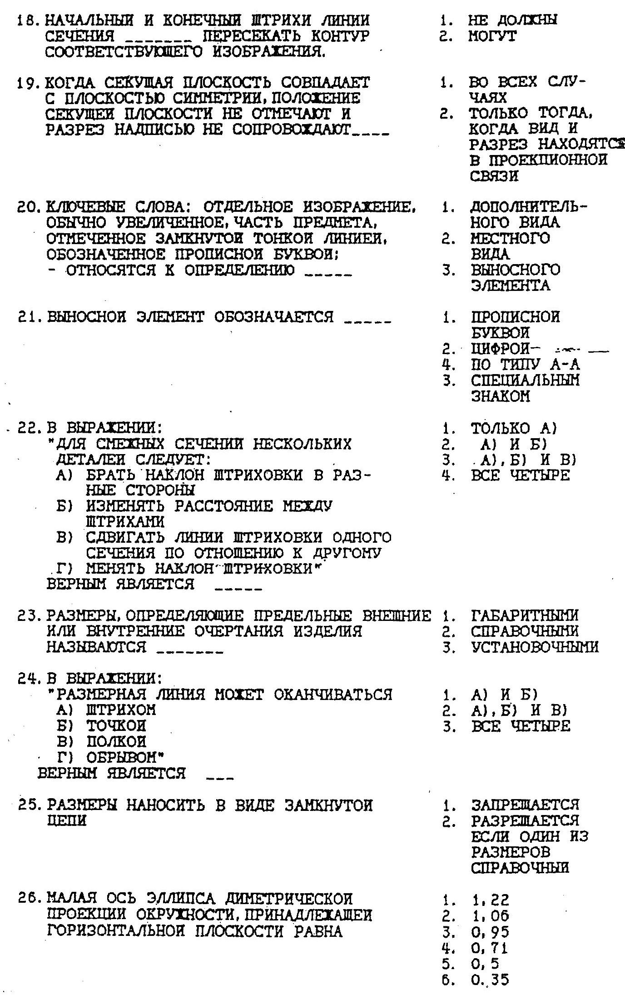 18. НАЧАЛЬНЫЙ И КОНЕЧНЫЙ ШТРИХИ ЛИНИИ
СЕЧЕНИЯ _______ ПЕРЕСЕКАТЬ КОНТУР
СООТВЕТСТВУЮЩЕГО ИЗОБРАЖЕНИЯ.
1. НЕ ДОЛЖНЫ
2. МОГУТ
19. КОГДА СЕКУЩАЯ ПЛОСКОСТЬ СОВПАДАЕТ
С ПЛОСКОСТЬЮ СИММЕТРИИ, ПОЛОЖЕНИЕ
СЕКУЩЕЙ ПЛОСКОСТИ НЕ ОТМЕЧАЮТ И
РАЗРЕЗ НАДПИСЬЮ НЕ СОПРОВОЖДАЮТ____
1. ВО ВСЕХ СЛУ-
ЧАЯХ
2. ТОЛЬКО ТОГДА,
КОГДА ВИД И
РАЗРЕЗ НАХОДЯТСЯ
В ПРОЕКЦИОННОЙ
СВЯЗИ
20. КЛЮЧЕВЫЕ СЛОВА: ОТДЕЛЬНОЕ ИЗОБРАЖЕНИЕ,
ОБЫЧНО УВЕЛИЧЕННОЕ, ЧАСТЬ ПРЕДМЕТА,
ОТМЕЧЕННОЕ ЗАМКНУТОЙ ТОНКОЙ ЛИНИЕЙ,
ОБОЗНАЧЕННОЕ ПРОПИСНОЙ БУКВОЙ;
- ОТНОСЯТСЯ К ОПРЕДЕЛЕНИЮ _____
1. ДОПОЛНИТЕЛЬ-
НОГО ВИДА
2. МЕСТНОГО
ВИДА
3. ВЫНОСНОГО
ЭЛЕМЕНТА
21. ВЫНОСНОЙ ЭЛЕМЕНТ ОБОЗНАЧАЕТСЯ _____
1. ПРОПИСНОЙ
БУКВОЙ
2. ЦИФРОЙ
4. ПО ТИПУ А-А
3. СПЕЦИАЛЬНЫМ
ЗНАКОМ
22. В ВЫРАЖЕНИИ:
"ДЛЯ СМЕЖНЫХ СЕЧЕНИЙ НЕСКОЛЬКИХ
ДЕТАЛЕЙ СЛЕДУЕТ:
А) БРАТЬ НАКЛОН ШТРИХОВКИ В РАЗ-
НЫЕ СТОРОНЫ
Б) ИЗМЕНЯТЬ РАССТОЯНИЕ МЕЖДУ
ШТРИХАМИ
В) СДВИГАТЬ ЛИНИИ ШТРИХОВКИ ОДНОГО
СЕЧЕНИЯ ПО ОТНОШЕНИЮ К ДРУГОМУ
Г) МЕНЯТЬ НАКЛОН ШТРИХОВКИ"
ВЕРНЫМ ЯВЛЯЕТСЯ _____
1. ТОЛЬКО А)
2. А) И Б)
3. А), Б) И В)
4. ВСЕ ЧЕТЫРЕ
23. РАЗМЕРЫ, ОПРЕДЕЛЯЮЩИЕ ПРЕДЕЛЬНЫЕ ВНЕШНИЕ
ИЛИ ВНУТРЕННИЕ ОЧЕРТАНИЯ ИЗДЕЛИЯ
НАЗЫВАЮТСЯ _______
1. ГАБАРИТНЫМИ
2. СПРАВОЧНЫМИ
3. УСТАНОВОЧНЫМИ
24. В ВЫРАЖЕНИИ:
"РАЗМЕРНАЯ ЛИНИЯ МОЖЕТ ОКАНЧИВАТЬСЯ
А) ШТРИХОМ
Б) ТОЧКОЙ
В) ПОЛКОЙ
Г) ОБРЫВОМ"
ВЕРНЫМ ЯВЛЯЕТСЯ ___
1. А) И Б)
2. А), Б) И В)
3. ВСЕ ЧЕТЫРЕ
25. РАЗМЕРЫ НАНОСИТЬ В ВИДЕ ЗАМКНУТОЙ
ЦЕПИ
1. ЗАПРЕЩАЕТСЯ
2. РАЗРЕШАЕТСЯ
ЕСЛИ ОДИН ИЗ
РАЗМЕРОВ
СПРАВОЧНЫЙ
26. МАЛАЯ ОСЬ ЭЛЛИПСА ДИМЕТРИЧЕСКОЙ
ПРОЕКЦИИ ОКРУЖНОСТИ, ПРИНАДЛЕЖАЩЕЙ
ГОРИЗОНТАЛЬНОЙ ПЛОСКОСТИ РАВНА
1. 1,22
2. 1,06
3. 0,95
4. 0,71
5. 0,5
6. 0.35